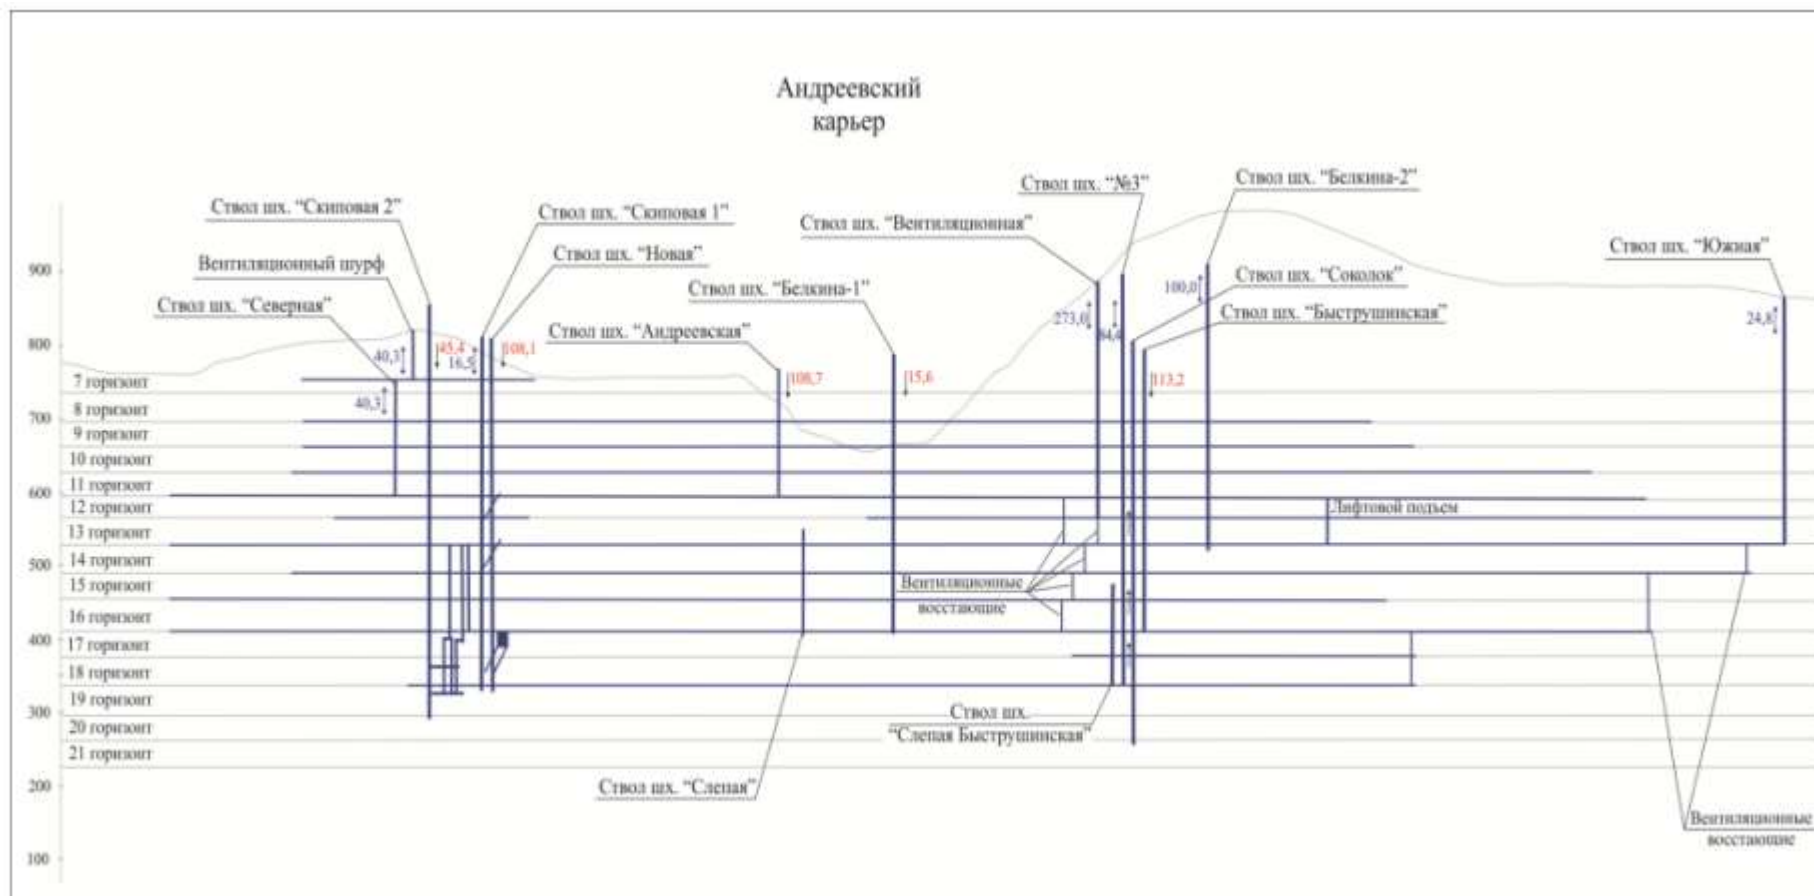 Андреевский
карьер
Ствол шх. “№3”
Ствол шх. “Белкина-2”
Ствол шх. “Скиповая 2”
Ствол шх. “Скиповая 1”
Ствол шх. “Вентиляционная”
Ствол шх. “Южная”
Вентиляционный шурф
Ствол шх. “Новая”
Ствол шх. “Соколок”
Ствол шх. “Северная”
Ствол шх. “Белкина-1”
Ствол шх. “Андреевская”
Ствол шх. “Быструшинская”
900
800
700
600
500
400
300
200
100
40,3
45,4
16,5
108,1
40,3
108,7
15,6
273,0
84,4
100,0
113,2
24,8
7 горизонт
8 горизонт
9 горизонт
10 горизонт
11 горизонт
12 горизонт
13 горизонт
14 горизонт
15 горизонт
16 горизонт
17 горизонт
18 горизонт
19 горизонт
20 горизонт
21 горизонт
Лифтовой подъем
Вентиляционные
восстающие
Ствол шх.
“Слепая Быструшинская”
Ствол шх. “Слепая”
Вентиляционные
восстающие